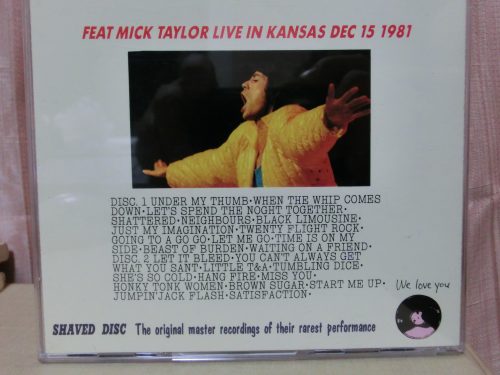 FEAT MICK TAYLOR LIVE IN KANSAS DEC 15 1981
DISC. 1 UNDER MY THUMB·WHEN THE WHIP COMES
DOWN·LET'S SPEND THE NOGHT TOGETHER·
SHATTERED·NEIGHBOURS·BLACK LIMOUSINE·
JUST MY IMAGINATION·TWENTY FLIGHT ROCK·
GOING TO A GO GO·LET ME GO·TIME IS ON MY
SIDE·BEAST OF BURDEN·WAITING ON A FRIEND·
DISC. 2 LET IT BLEED·YOU CAN'T ALWAYS GET
WHAT YOU SANT·LITTLE T&A·TUMBLING DICE·
SHE'S SO COLD·HANG FIRE·MISS YOU·
HONKY TONK WOMEN·BROWN SUGAR·START ME UP·
JUMPIN'JACK FLASH·SATISFACTION·
We love you
SHAVED DISC The original master recordings of their rarest performance